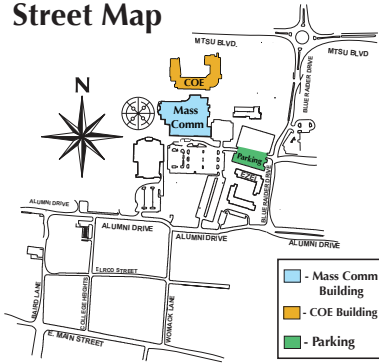 Street Map
MTSU BLVD.
MTSU BLVD
BLUE RAIDER DRIVE
COE
N
Mass
Comm
Parking
EZEL
BLUE RAIDER DRIVE
ALUMNI DRIVE
ALUMNI DRIVE
ALUMNI DRIVE
ALUMNI DRIVE
ELROD STREET
BAIRD LANE
COLLEGE HEIGHTS
WOMACK LANE
E. MAIN STREET
- Mass Comm
Building
- COE Building
- Parking